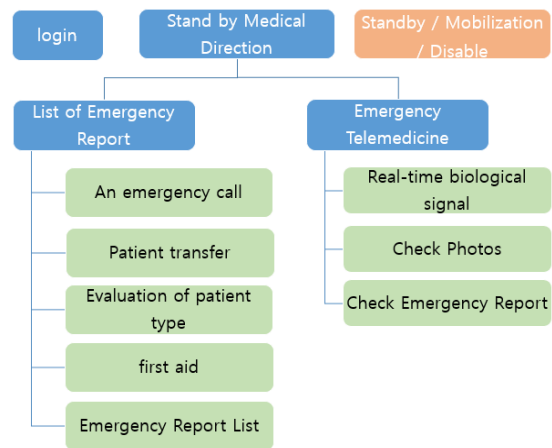 login
Stand by Medical
Direction
Standby / Mobilization
/ Disable
List of Emergency
Report
Emergency
Telemedicine
An emergency call
Patient transfer
Evaluation of patient
type
first aid
Emergency Report List
Real-time biological
signal
Check Photos
Check Emergency Report